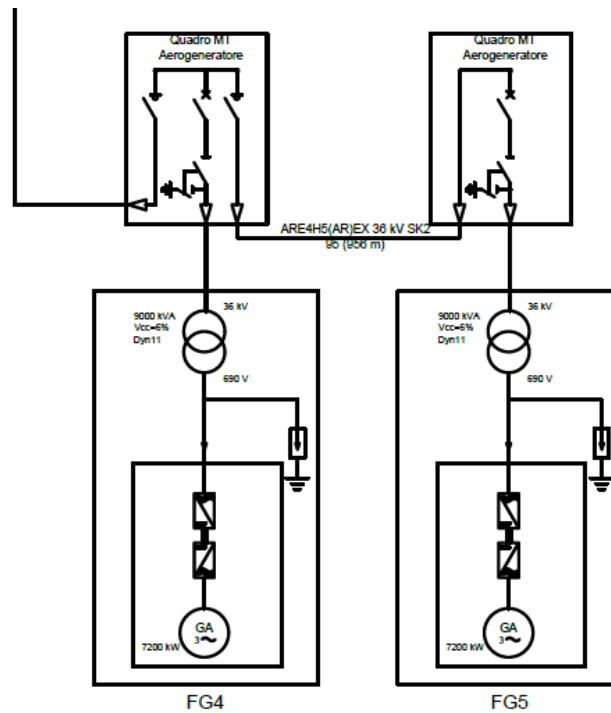 Quadro MT
Aerogeneratore
Quadro MT
Aerogeneratore
ARE4H5(AR)EX 36 kV SK2
95 (956 m)
36 kV
9000 kVA
Vcc=6%
Dyn11
690 V
36 kV
9000 kVA
Vcc=6%
Dyn11
690 V
GA
3~
7200 kW
GA
3~
7200 kW
FG4
FG5